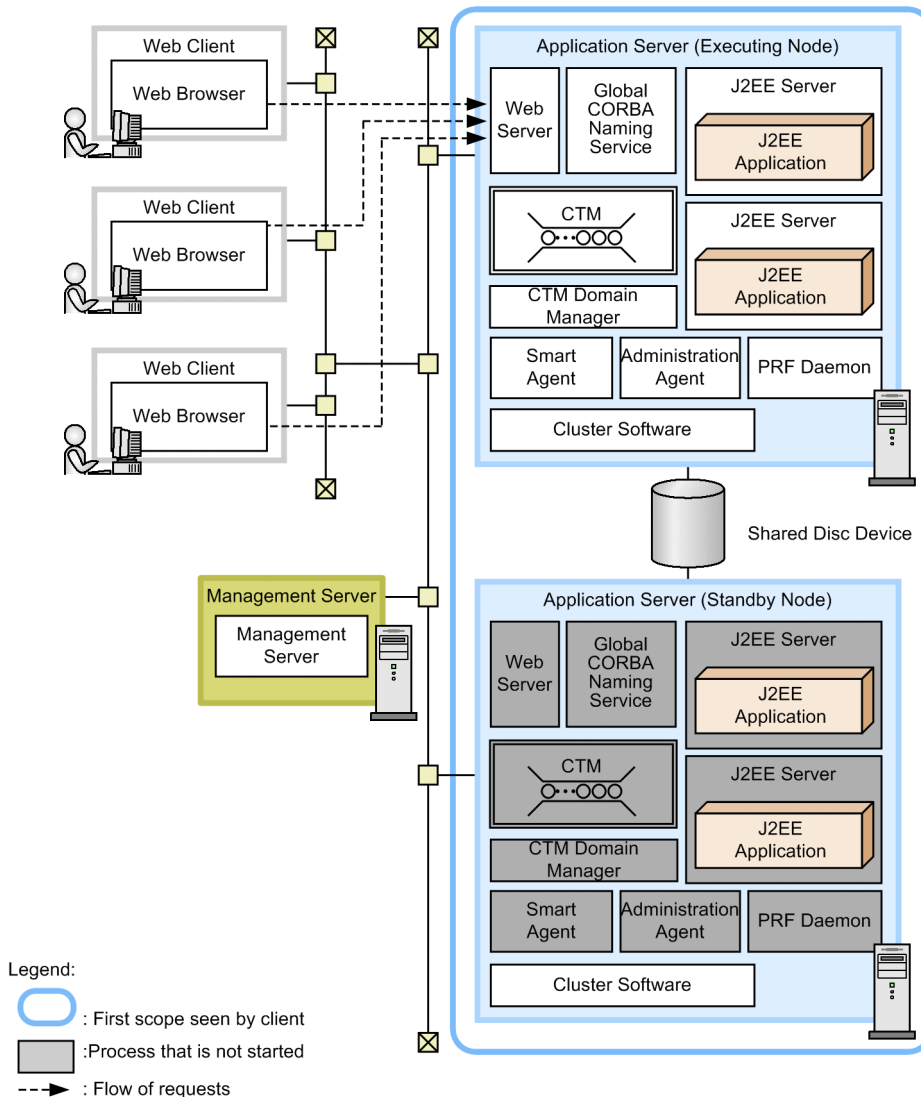 Web Client
Web Browser
Web Client
Web Browser
Web Client
Web Browser
Application Server (Executing Node)
Web
Server
Global
CORBA
Naming
Service
J2EE Server
J2EE
Application
CTM
J2EE Server
J2EE
Application
CTM Domain
Manager
Smart
Agent
Administration
Agent
PRF Daemon
Cluster Software
Shared Disc Device
Management Server
Management
Server
Application Server (Standby Node)
Web
Server
Global
CORBA
Naming
Service
J2EE Server
J2EE
Application
CTM
J2EE Server
J2EE
Application
CTM Domain
Manager
Smart
Agent
Administration
Agent
PRF Daemon
Cluster Software
Legend:
: First scope seen by client
:Process that is not started
: Flow of requests